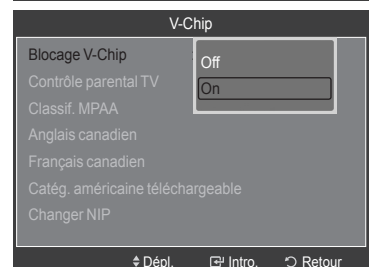 V-Chip
Blocage V-Chip :
Off
On
Contrôle parental TV
Classif. MPAA
Anglais canadien
Français canadien
Catég. américaine téléchargeable
Changer NIP
Dépl. Intro. Retour